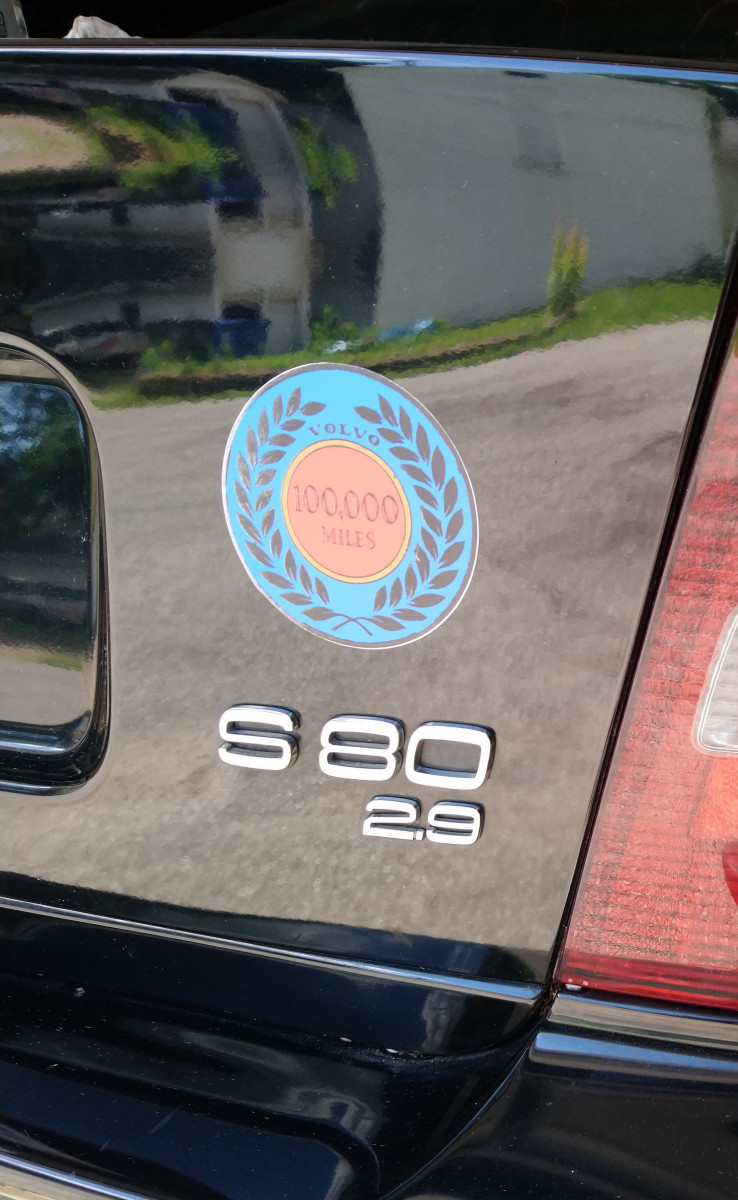 VOLVO
100,000
MILES
S 80
2.9